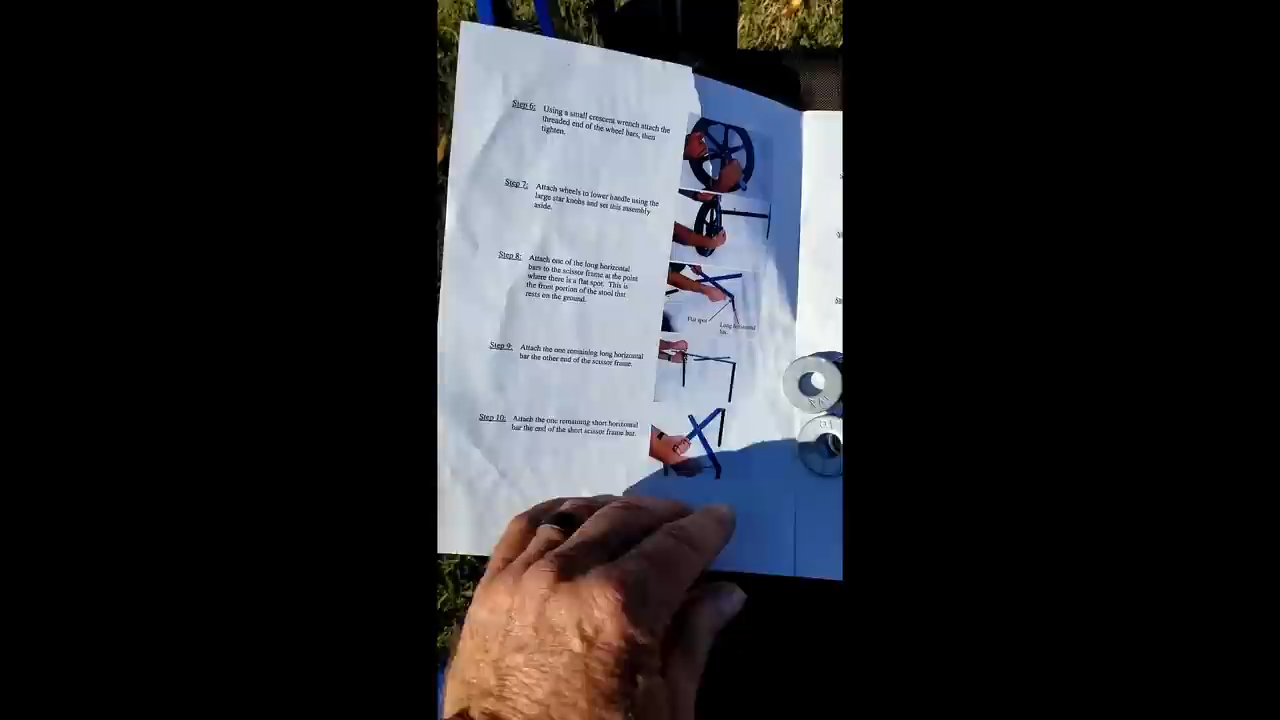 Step 6: Using a small crescent wrench attach the
threaded end of the wheel bars, then
tighten.
Step 7: Attach wheels to lower handle using the
large star knobs and set this assembly
aside.
Step 8: Attach one of the long horizontal
bars to the scissor frame at the point
where there is a flat spot. This is
the front portion of the stool that
rests on the ground.
Flat spot
Long horizontal
bar.
Step 9: Attach the one remaining long horizontal
bar the other end of the scissor frame.
Step 10: Attach the one remaining short horizontal
bar the end of the short scissor frame bar.